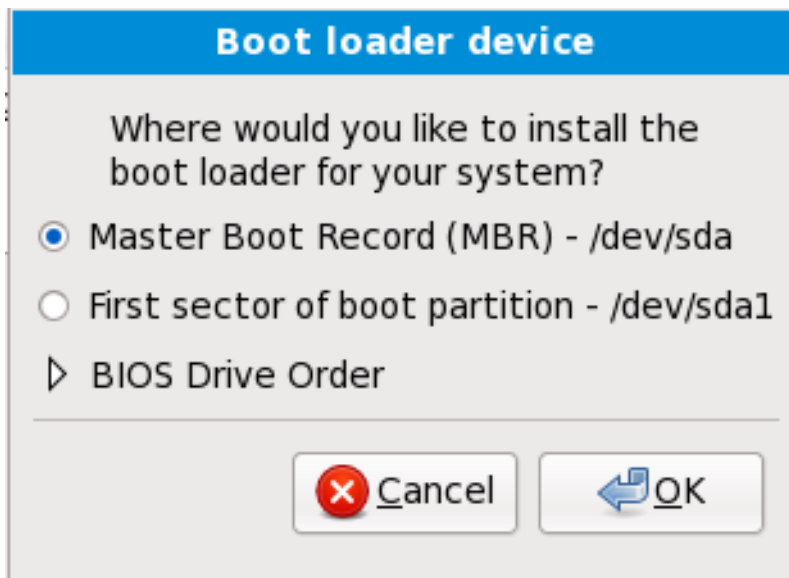 Boot loader device
Where would you like to install the
boot loader for your system?
Master Boot Record (MBR) - /dev/sda
First sector of boot partition - /dev/sda1
BIOS Drive Order
Cancel
OK